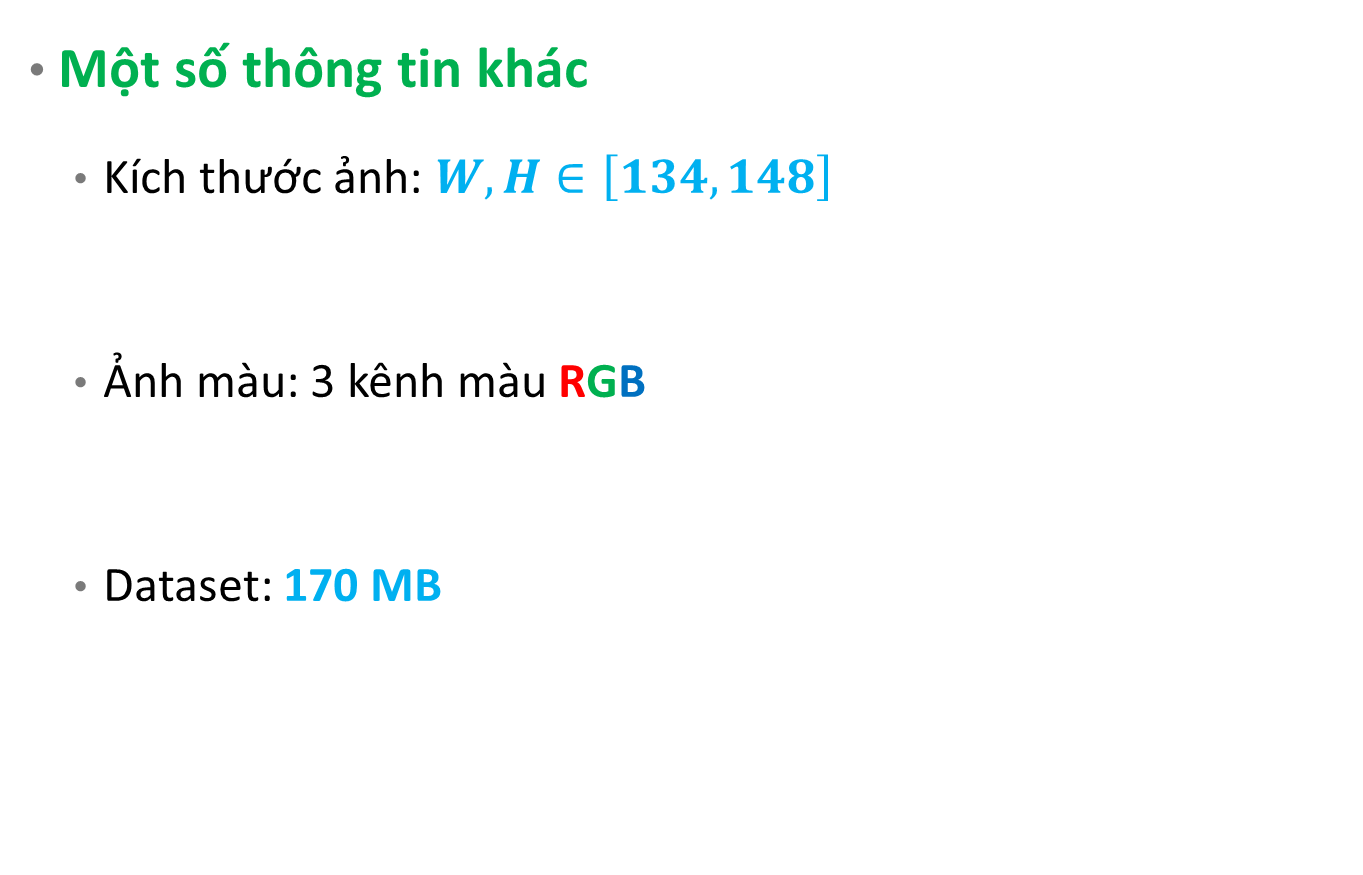 • Một số thông tin khác
• Kích thước ảnh: W, H ∈ [134, 148]
• Ảnh màu: 3 kênh màu RGB
• Dataset: 170 MB